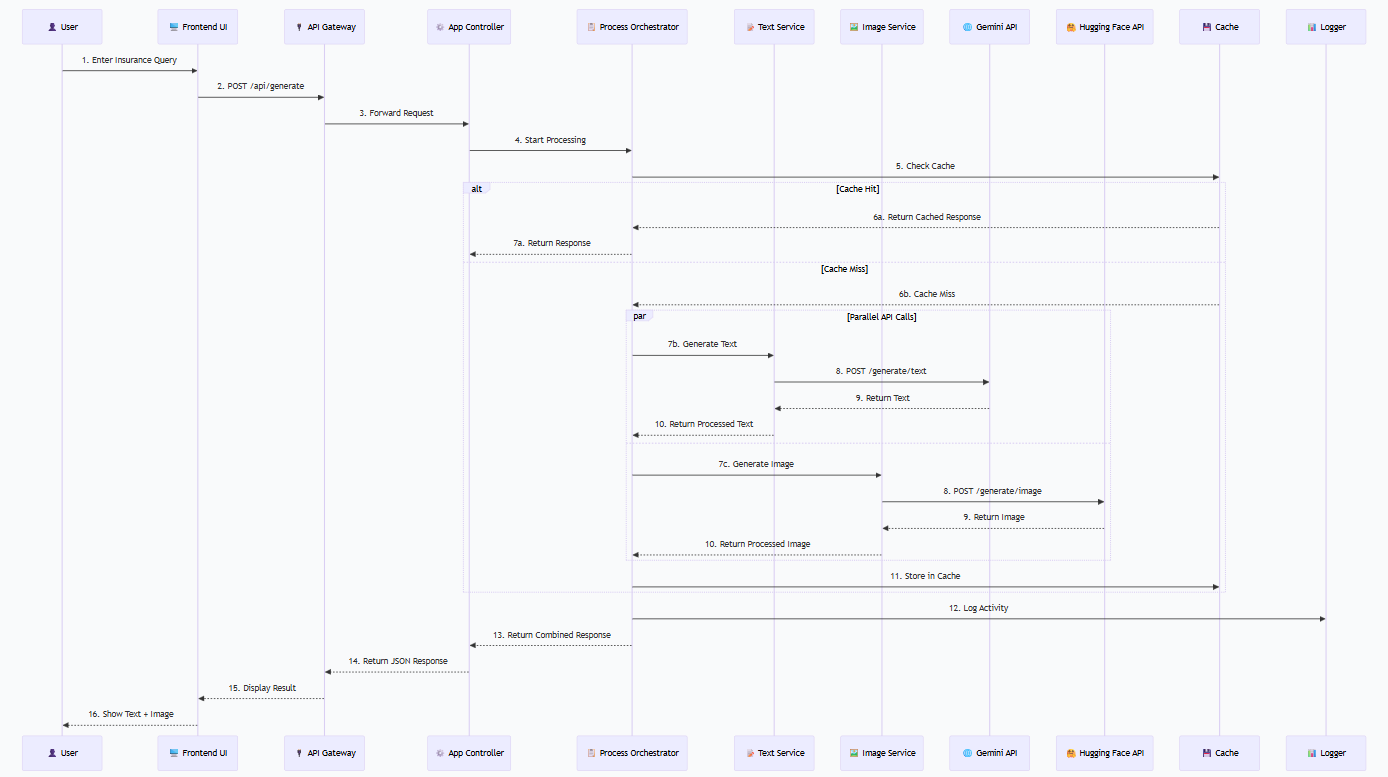 User
Frontend UI
API Gateway
App Controller
Process Orchestrator
Text Service
Image Service
Gemini API
Hugging Face API
Cache
Logger
1. Enter Insurance Query
2. POST /api/generate
3. Forward Request
4. Start Processing
5. Check Cache
alt
[Cache Hit]
6a. Return Cached Response
7a. Return Response
[Cache Miss]
6b. Cache Miss
par
[Parallel API Calls]
7b. Generate Text
8. POST /generate/text
9. Return Text
10. Return Processed Text
7c. Generate Image
8. POST /generate/image
9. Return Image
10. Return Processed Image
11. Store in Cache
12. Log Activity
13. Return Combined Response
14. Return JSON Response
15. Display Result
16. Show Text + Image
User
Frontend UI
API Gateway
App Controller
Process Orchestrator
Text Service
Image Service
Gemini API
Hugging Face API
Cache
Logger